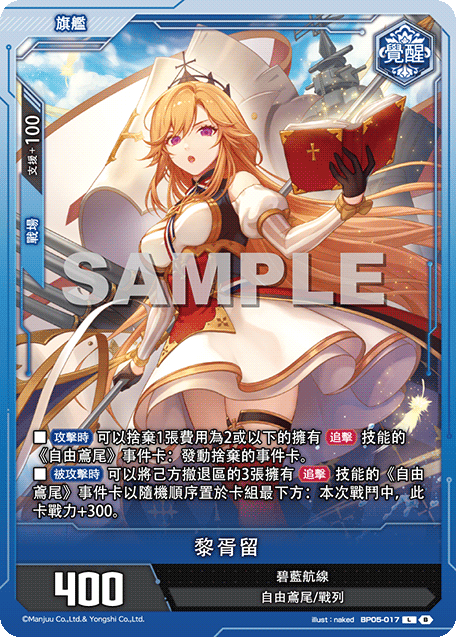 旗艦
覺醒
支援+100
戰場
SAMPLE
■ 攻擊時 可以捨棄1張費用為2或以下的擁有 追擊 技能的
《自由鳶尾》事件卡：發動捨棄的事件卡。
■ 被攻擊時 可以將己方撤退區的3張擁有 追擊 技能的《自由
鳶尾》事件卡以隨機順序置於卡組最下方：本次戰鬥中，此
卡戰力+300。
黎胥留
400
碧藍航線
自由鳶尾/戰列
©Manjuu Co.,Ltd.& Yongshi Co.,Ltd.
illust : naked BP05-017 L B